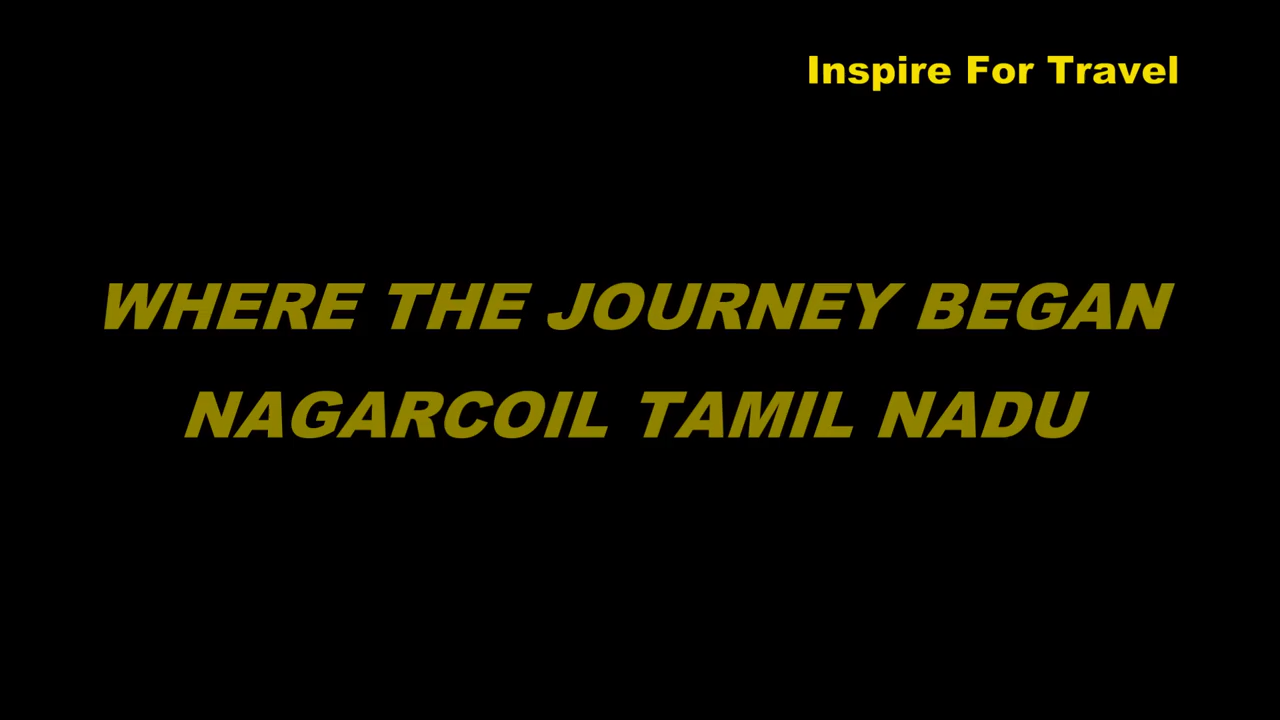 Inspire For Travel
WHERE THE JOURNEY BEGAN
NAGARCOIL TAMIL NADU